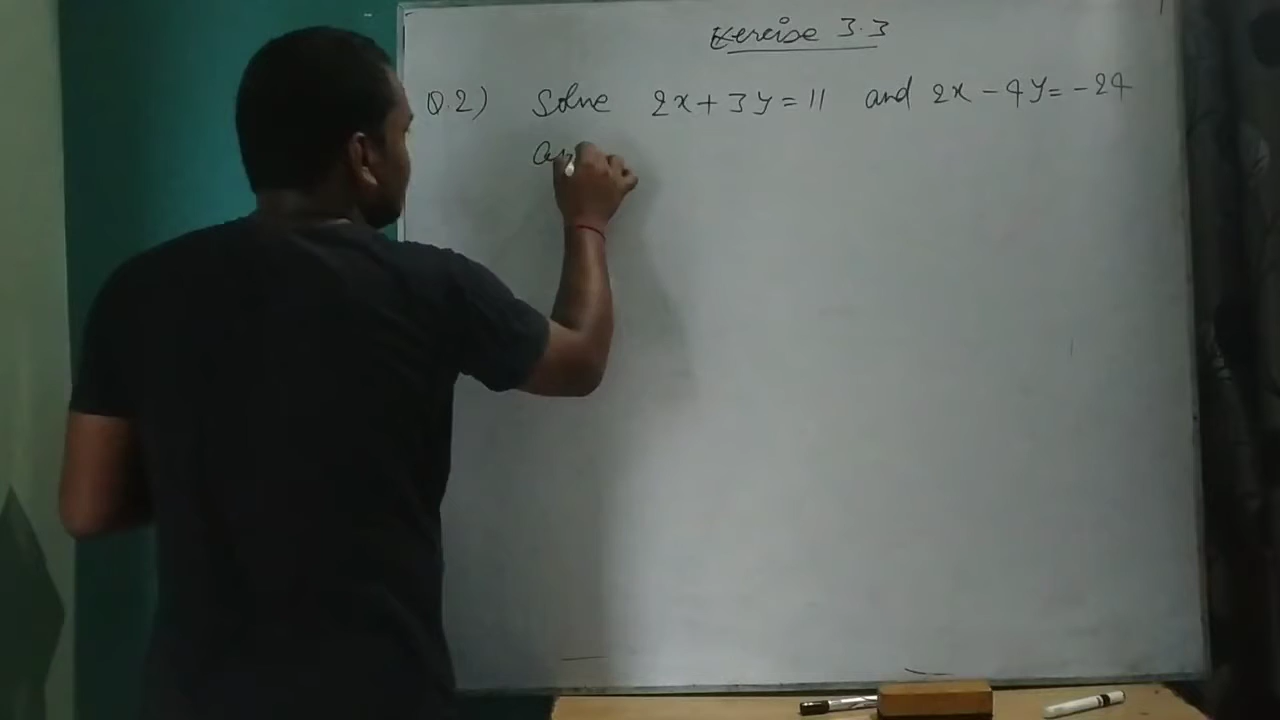 Exercise 3.3
Q.2) Solve 2x + 3y = 11 and 2x - 4y = -24